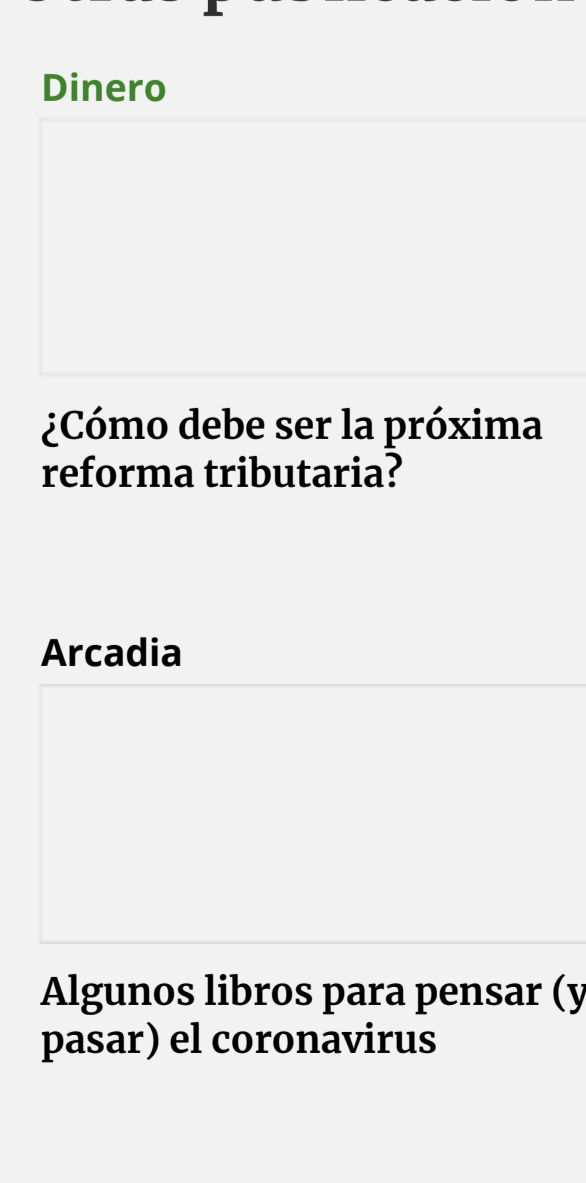 Dinero
¿Cómo debe ser la próxima
reforma tributaria?
Arcadia
Algunos libros para pensar (y
pasar) el coronavirus